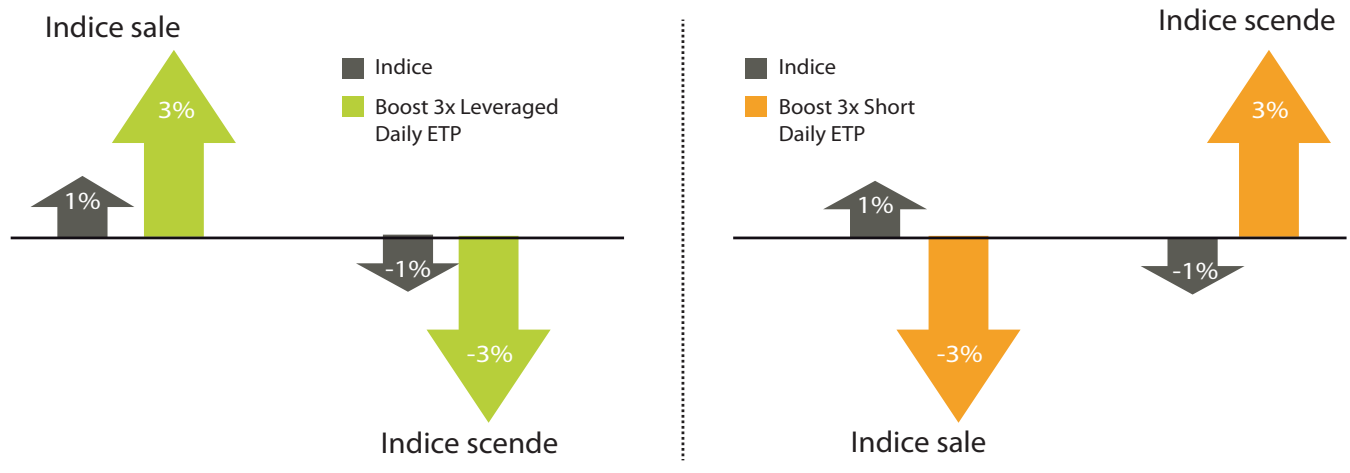 Indice sale
Indice
Boost 3x Leveraged
Daily ETP
3%
1%
-1%
-3%
Indice scende
Indice scende
Indice
Boost 3x Short
Daily ETP
3%
1%
-1%
-3%
Indice sale